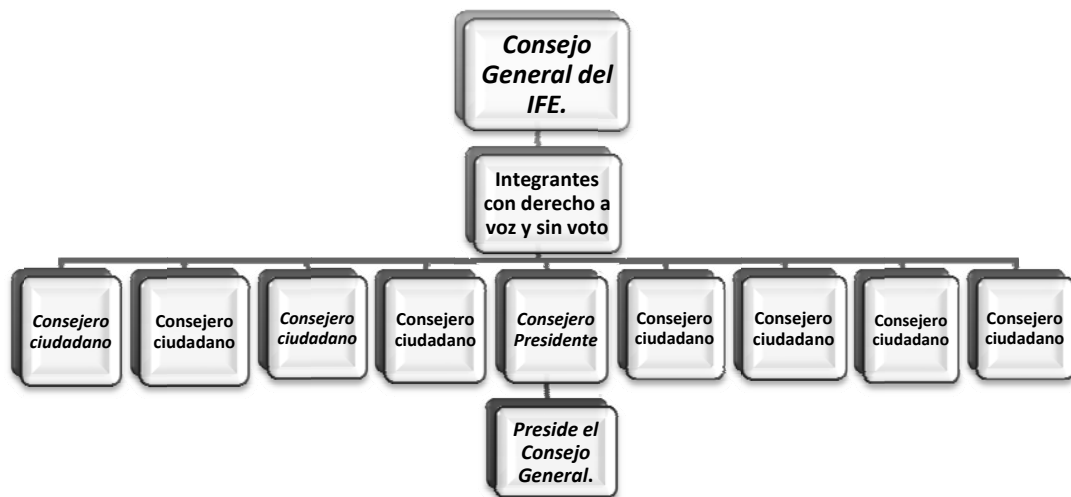 Consejo
General del
IFE.
Integrantes
con derecho a
voz y sin voto
Consejero
ciudadano
Consejero
ciudadano
Consejero
ciudadano
Consejero
ciudadano
Consejero
Presidente
Consejero
ciudadano
Consejero
ciudadano
Consejero
ciudadano
Consejero
ciudadano
Preside el
Consejo
General.